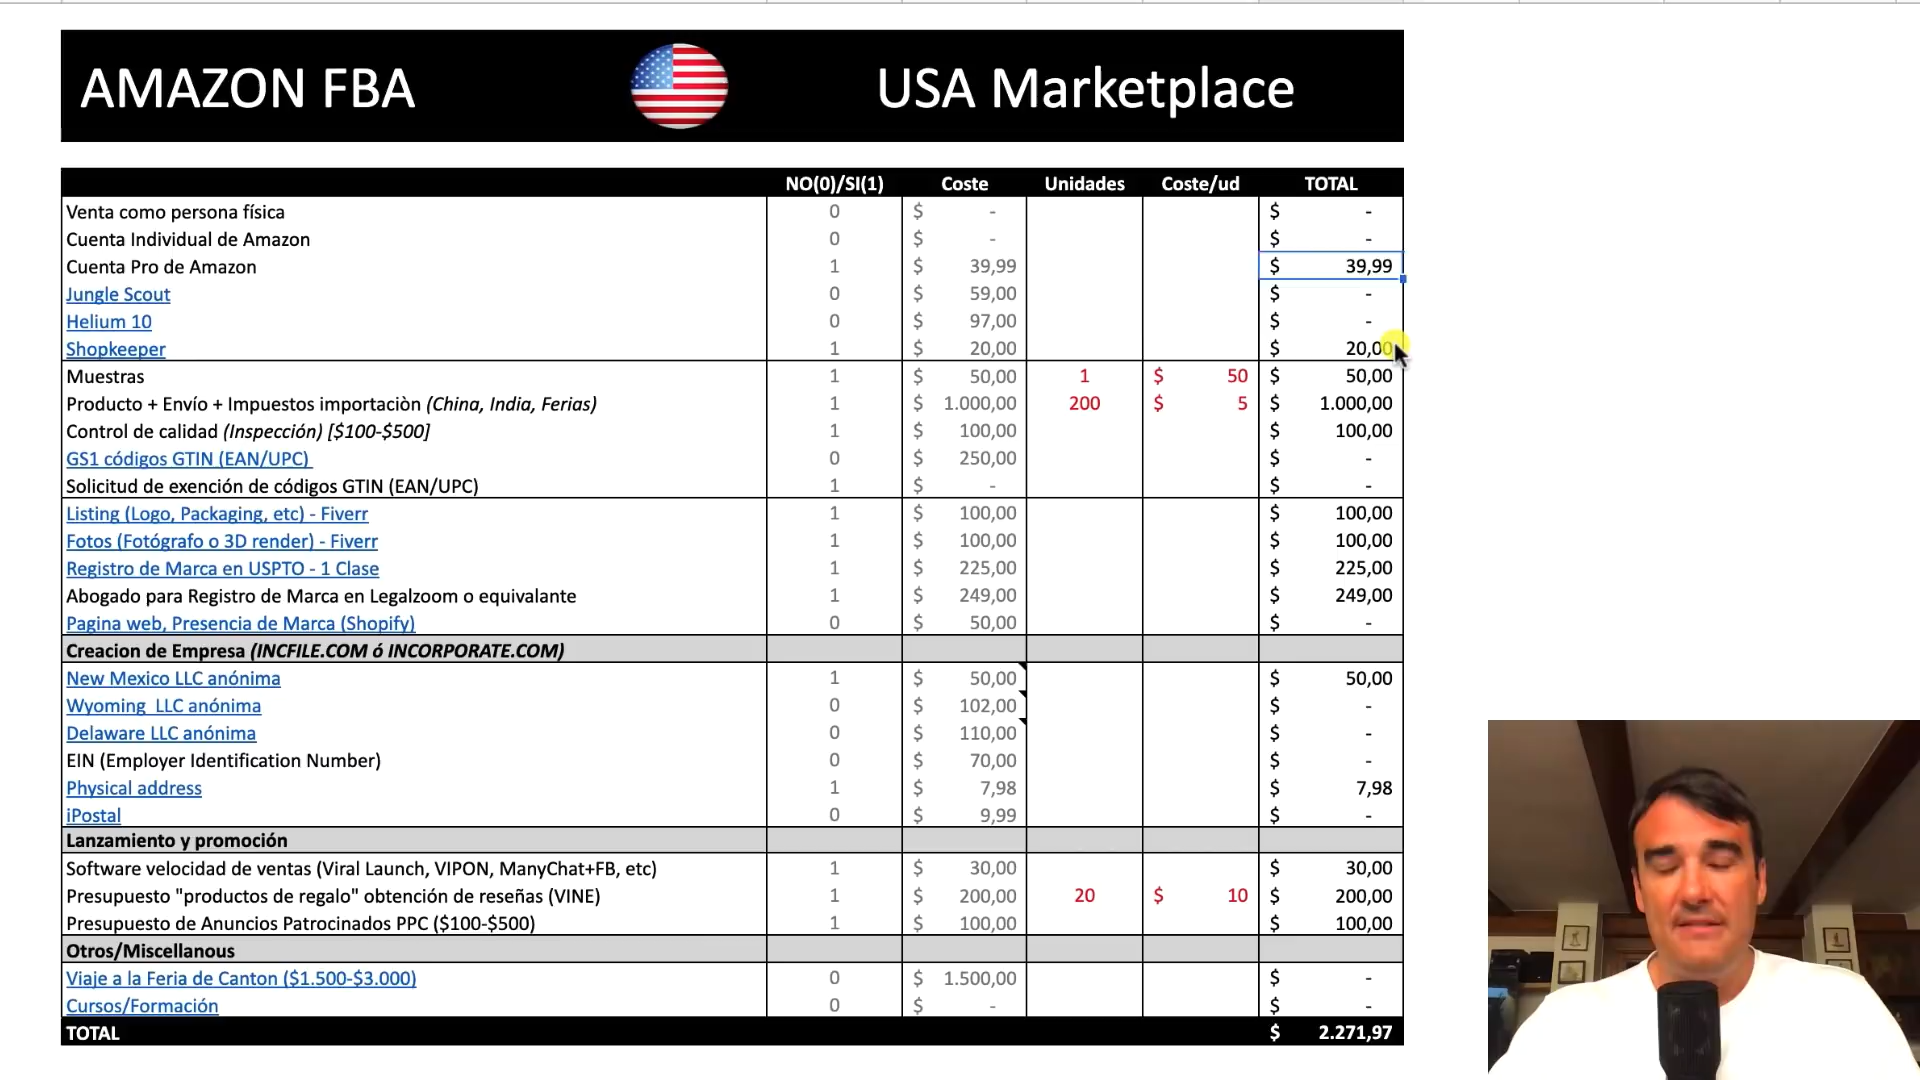 AMAZON FBA USA Marketplace
NO(0)/SI(1) Coste Unidades Coste/ud TOTAL
Venta como persona física 0 $ - $ -
Cuenta Individual de Amazon 0 $ - $ -
Cuenta Pro de Amazon 1 $ 39,99 $ 39,99
Jungle Scout 0 $ 59,00 $ -
Helium 10 0 $ 97,00 $ -
Shopkeeper 1 $ 20,00 $ 20,00
Muestras 1 $ 50,00 1 $ 50 $ 50,00
Producto + Envío + Impuestos importaciòn (China, India, Ferias) 1 $ 1.000,00 200 $ 5 $ 1.000,00
Control de calidad (Inspección) [$100-$500] 1 $ 100,00 $ 100,00
GS1 códigos GTIN (EAN/UPC) 0 $ 250,00 $ -
Solicitud de exención de códigos GTIN (EAN/UPC) 1 $ - $ -
Listing (Logo, Packaging, etc) - Fiverr 1 $ 100,00 $ 100,00
Fotos (Fotógrafo o 3D render) - Fiverr 1 $ 100,00 $ 100,00
Registro de Marca en USPTO - 1 Clase 1 $ 225,00 $ 225,00
Abogado para Registro de Marca en Legalzoom o equivalante 1 $ 249,00 $ 249,00
Pagina web, Presencia de Marca (Shopify) 0 $ 50,00 $ -
Creacion de Empresa (INCFILE.COM ó INCORPORATE.COM)
New Mexico LLC anónima 1 $ 50,00 $ 50,00
Wyoming LLC anónima 0 $ 102,00 $ -
Delaware LLC anónima 0 $ 110,00 $ -
EIN (Employer Identification Number) 0 $ 70,00 $ -
Physical address 1 $ 7,98 $ 7,98
iPostal 0 $ 9,99 $ -
Lanzamiento y promoción
Software velocidad de ventas (Viral Launch, VIPON, ManyChat+FB, etc) 1 $ 30,00 $ 30,00
Presupuesto "productos de regalo" obtención de reseñas (VINE) 1 $ 200,00 20 $ 10 $ 200,00
Presupuesto de Anuncios Patrocinados PPC ($100-$500) 1 $ 100,00 $ 100,00
Otros/Miscellanous
Viaje a la Feria de Canton ($1.500-$3.000) 0 $ 1.500,00 $ -
Cursos/Formación 0 $ - $ -
TOTAL $ 2.271,97